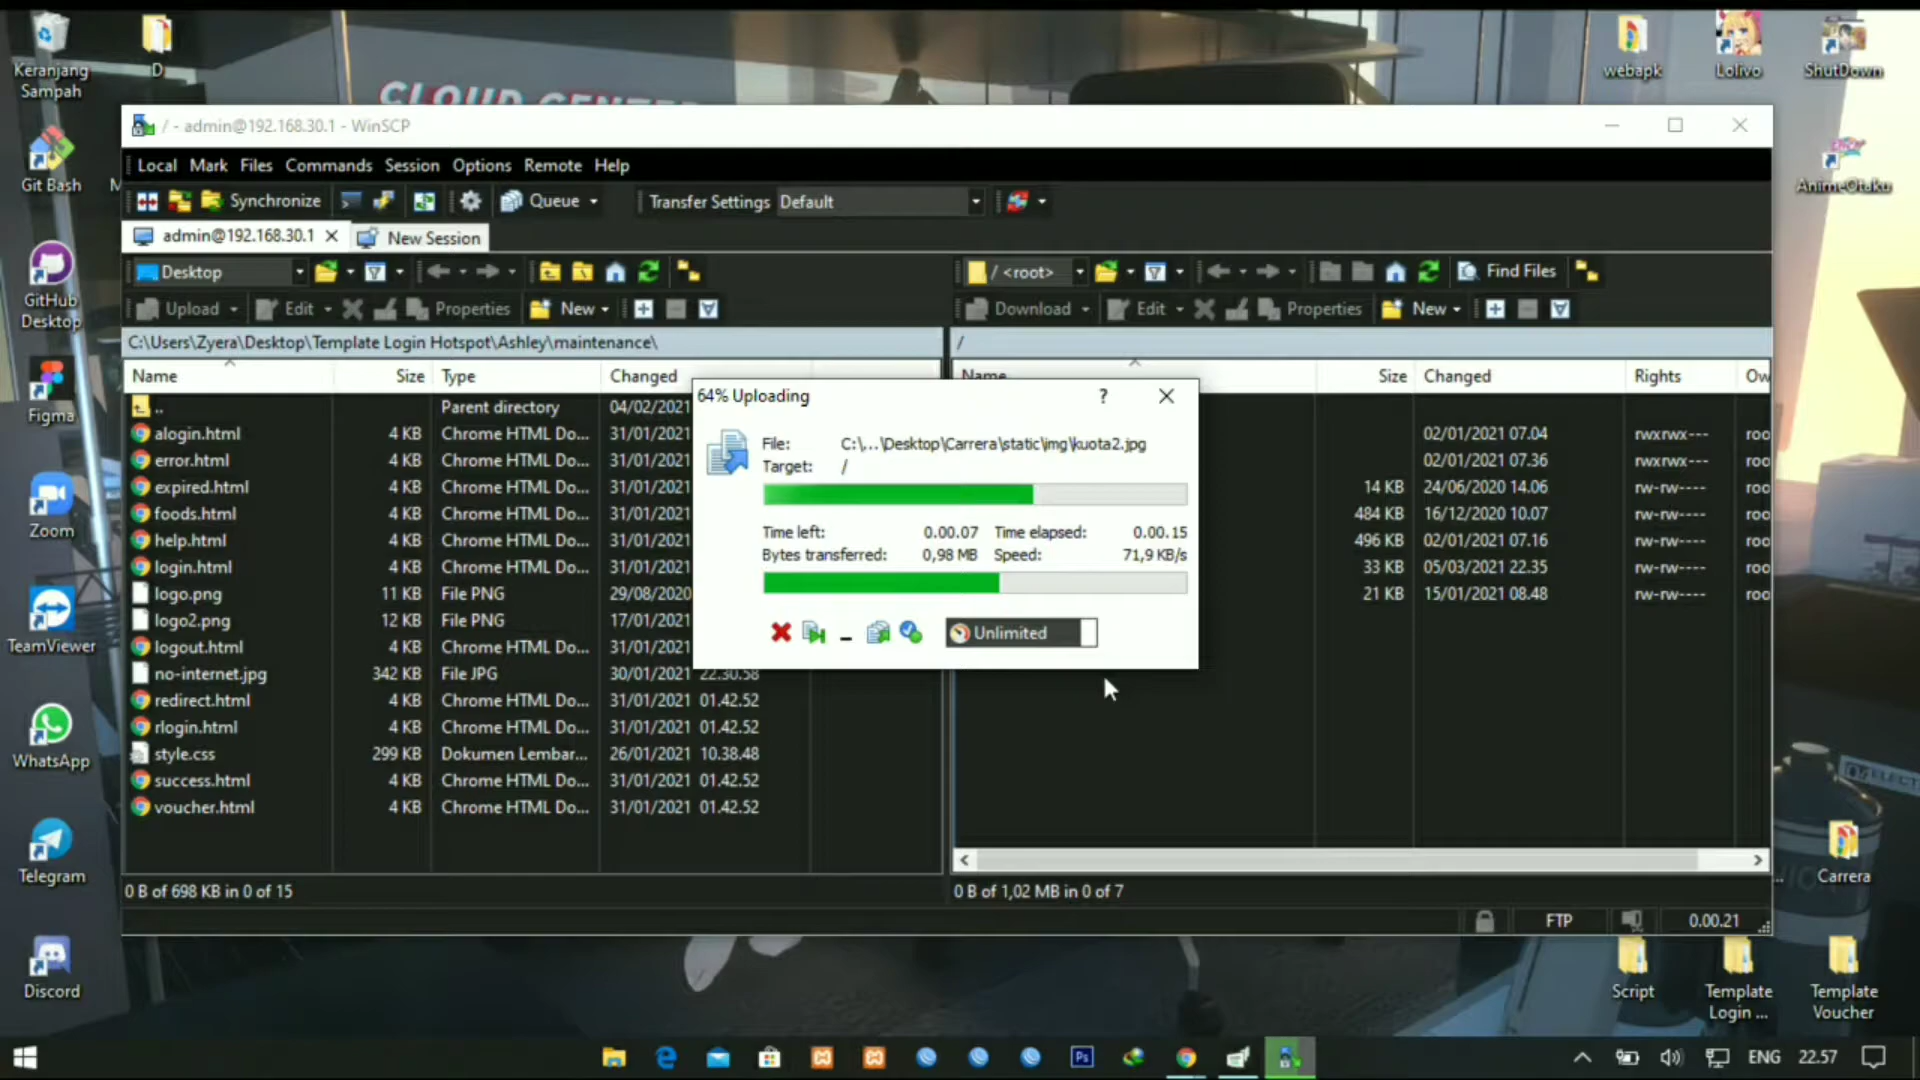 Keranjang
Sampah
D
CLOUD CENTER
webapk
Lolivo
ShutDown
/ - admin@192.168.30.1 - WinSCP
Git Bash
M
Local Mark Files Commands Session Options Remote Help
AnimeOtaku
Synchronize
Queue
Transfer Settings Default
admin@192.168.30.1
New Session
Desktop
/ <root>
Find Files
Upload
Edit
Properties
New
Download
Edit
Properties
New
GitHub
Desktop
C:\Users\Zyera\Desktop\Template Login Hotspot\Ashley\maintenance\
/
Name Size Type Changed
Name Size Changed Rights Ow
.. Parent directory 04/02/2021
alogin.html 4 KB Chrome HTML Do... 31/01/2021
error.html 4 KB Chrome HTML Do... 31/01/2021
expired.html 4 KB Chrome HTML Do... 31/01/2021
foods.html 4 KB Chrome HTML Do... 31/01/2021
help.html 4 KB Chrome HTML Do... 31/01/2021
login.html 4 KB Chrome HTML Do... 31/01/2021
logo.png 11 KB File PNG 29/08/2020
logo2.png 12 KB File PNG 17/01/2021
logout.html 4 KB Chrome HTML Do... 31/01/2021
no-internet.jpg 342 KB File JPG 30/01/2021 22.30.58
redirect.html 4 KB Chrome HTML Do... 31/01/2021 01.42.52
rlogin.html 4 KB Chrome HTML Do... 31/01/2021 01.42.52
style.css 299 KB Dokumen Lembar... 26/01/2021 10.38.48
success.html 4 KB Chrome HTML Do... 31/01/2021 01.42.52
voucher.html 4 KB Chrome HTML Do... 31/01/2021 01.42.52
64% Uploading ?
File: C:\...\Desktop\Carrera\static\img\kuota2.jpg
Target: /
Time left: 0.00.07 Time elapsed: 0.00.15
Bytes transferred: 0,98 MB Speed: 71,9 KB/s
Unlimited
02/01/2021 07.04 rwxrwx--- roo
02/01/2021 07.36 rwxrwx--- roo
14 KB 24/06/2020 14.06 rw-rw---- roo
484 KB 16/12/2020 10.07 rw-rw---- roo
496 KB 02/01/2021 07.16 rw-rw---- roo
33 KB 05/03/2021 22.35 rw-rw---- roo
21 KB 15/01/2021 08.48 rw-rw---- roo
0 B of 698 KB in 0 of 15
0 B of 1,02 MB in 0 of 7
FTP
0.00.21
Figma
Zoom
TeamViewer
WhatsApp
Telegram
Discord
...
Carrera
Script
Template
Login ...
Template
Voucher
Ps
ENG
22.57